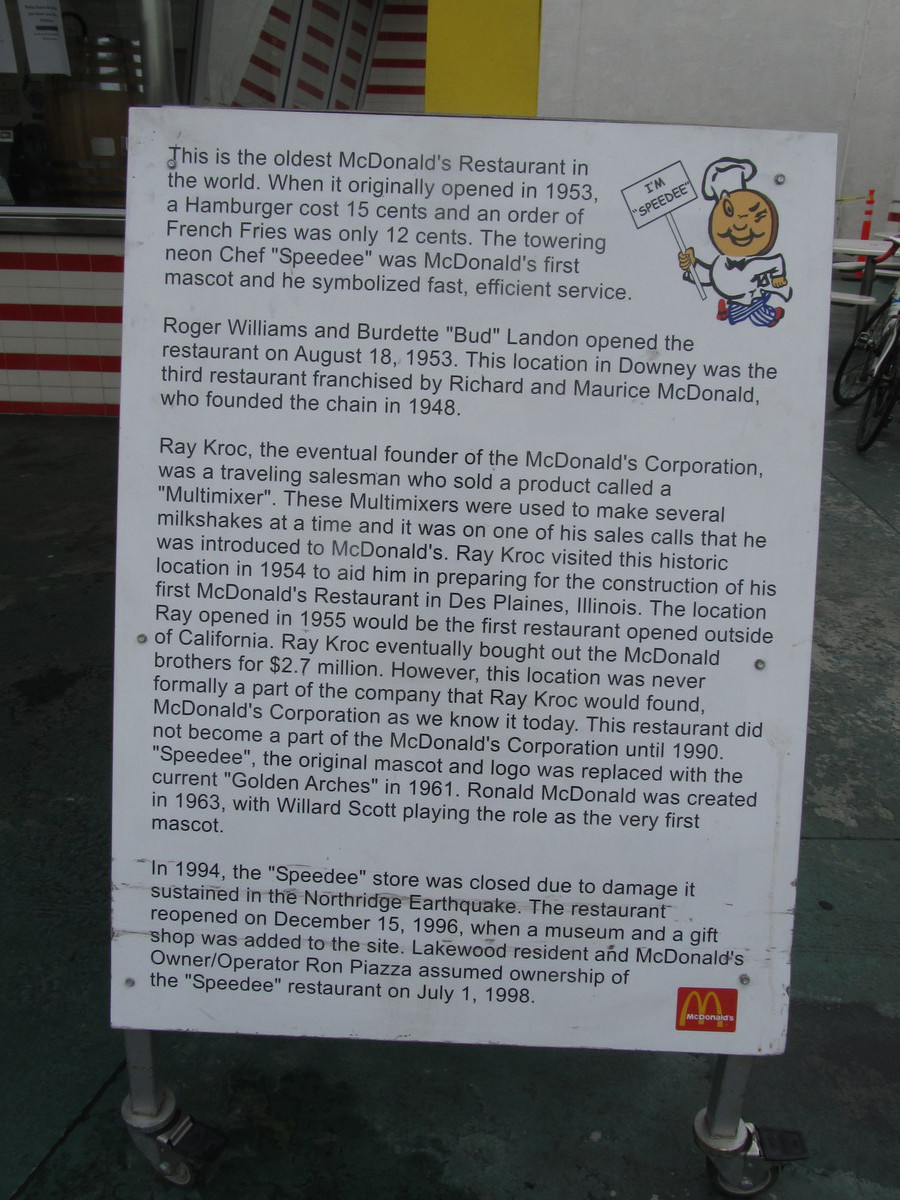 This is the oldest McDonald's Restaurant in
the world. When it originally opened in 1953,
a Hamburger cost 15 cents and an order of
French Fries was only 12 cents. The towering
neon Chef "Speedee" was McDonald's first
mascot and he symbolized fast, efficient service.
I'M
"SPEEDEE"
Roger Williams and Burdette "Bud" Landon opened the
restaurant on August 18, 1953. This location in Downey was the
third restaurant franchised by Richard and Maurice McDonald,
who founded the chain in 1948.
Ray Kroc, the eventual founder of the McDonald's Corporation,
was a traveling salesman who sold a product called a
"Multimixer". These Multimixers were used to make several
milkshakes at a time and it was on one of his sales calls that he
was introduced to McDonald's. Ray Kroc visited this historic
location in 1954 to aid him in preparing for the construction of his
first McDonald's Restaurant in Des Plaines, Illinois. The location
Ray opened in 1955 would be the first restaurant opened outside
of California. Ray Kroc eventually bought out the McDonald
brothers for $2.7 million. However, this location was never
formally a part of the company that Ray Kroc would found,
McDonald's Corporation as we know it today. This restaurant did
not become a part of the McDonald's Corporation until 1990.
"Speedee", the original mascot and logo was replaced with the
current "Golden Arches" in 1961. Ronald McDonald was created
in 1963, with Willard Scott playing the role as the very first
mascot.
In 1994, the "Speedee" store was closed due to damage it
sustained in the Northridge Earthquake. The restaurant
reopened on December 15, 1996, when a museum and a gift
shop was added to the site. Lakewood resident and McDonald's
Owner/Operator Ron Piazza assumed ownership of
the "Speedee" restaurant on July 1, 1998.
McDonald's